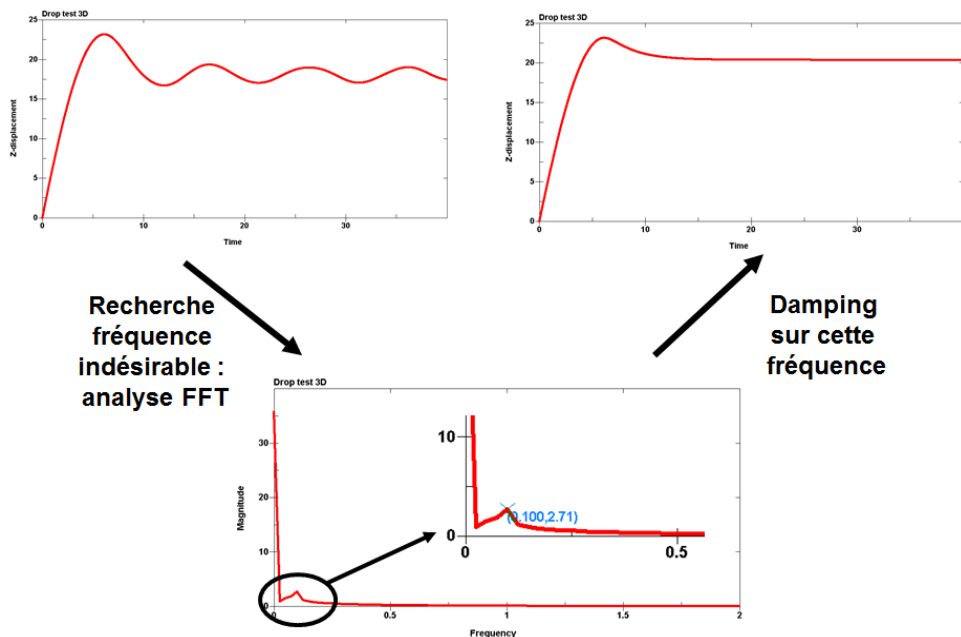 Drop test 3D
25
20
15
10
5
0
Z-displacement
0
10
20
30
Time
Drop test 3D
25
20
15
10
5
0
Z-displacement
0
10
20
30
Time
Recherche
fréquence
indésirable :
analyse FFT
Damping
sur cette
fréquence
Drop test 3D
30
20
10
0
Magnitude
0.5
1
1.5
2
Frequency
10
0
0
0.5
(0.100,2.71)